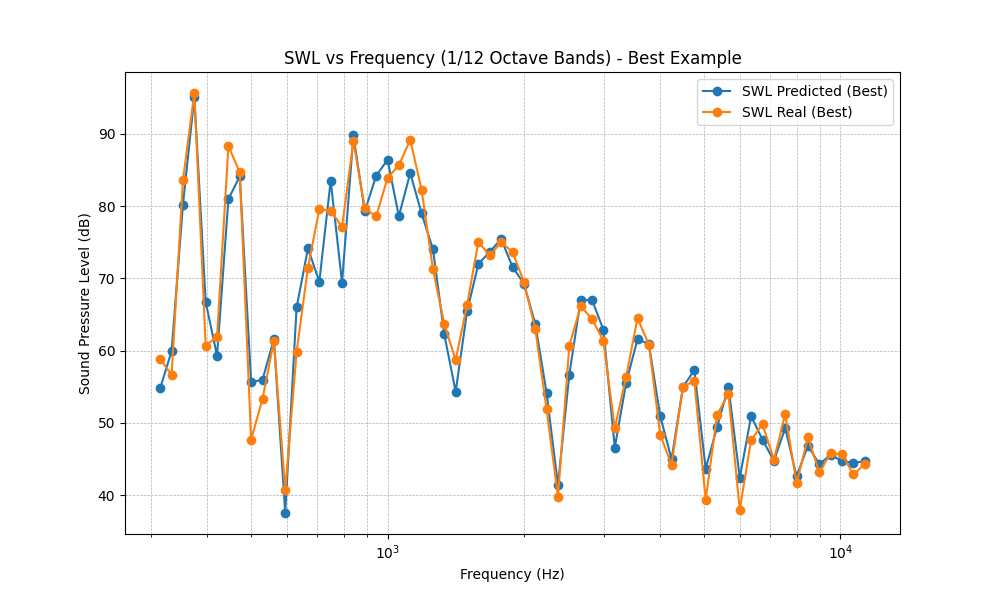 SWL vs Frequency (1/12 Octave Bands) - Best Example
SWL Predicted (Best)
SWL Real (Best)
Sound Pressure Level (dB)
90
80
70
60
50
40
10³
10⁴
Frequency (Hz)